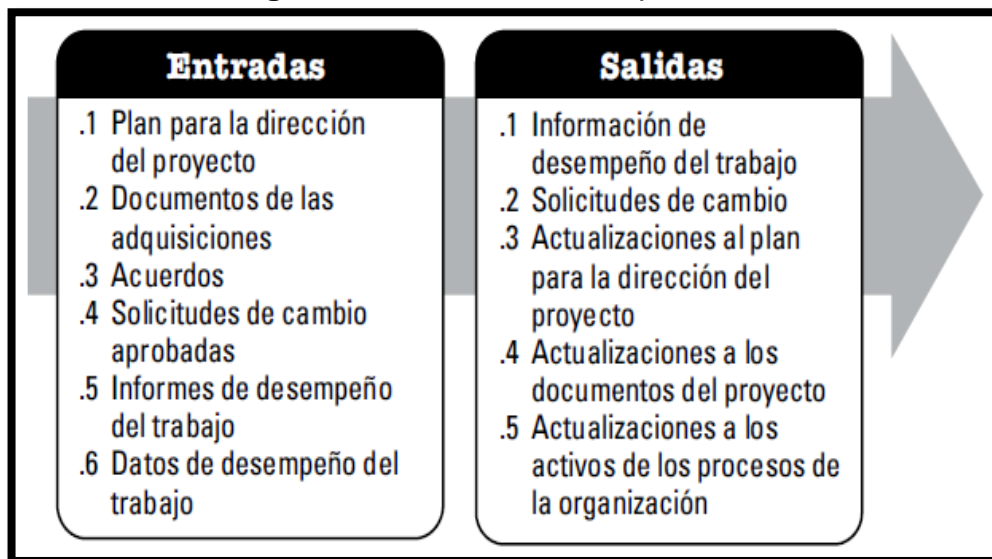 Entradas
.1 Plan para la dirección
del proyecto
.2 Documentos de las
adquisiciones
.3 Acuerdos
.4 Solicitudes de cambio
aprobadas
.5 Informes de desempeño
del trabajo
.6 Datos de desempeño del
trabajo
Salidas
.1 Información de
desempeño del trabajo
.2 Solicitudes de cambio
.3 Actualizaciones al plan
para la dirección del
proyecto
.4 Actualizaciones a los
documentos del proyecto
.5 Actualizaciones a los
activos de los procesos de
la organización